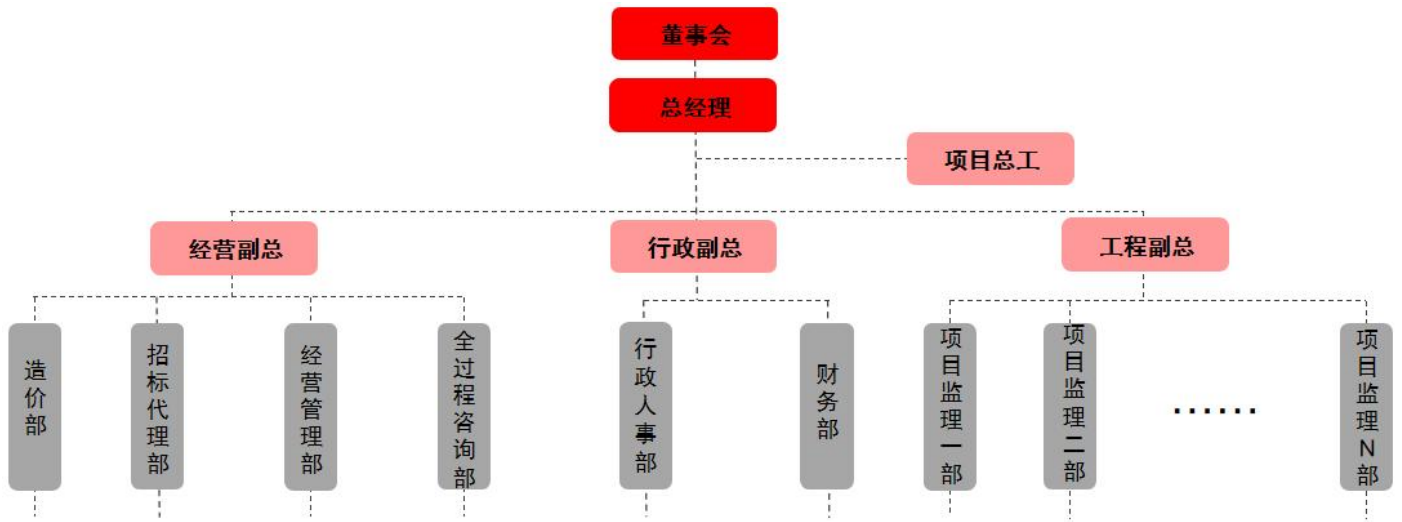 董事会
总经理
项目总工
经营副总
行政副总
工程副总
造价部
招标代理部
经营管理部
全过程咨询部
行政人事部
财务部
项目监理一部
项目监理二部
......
项目监理N部